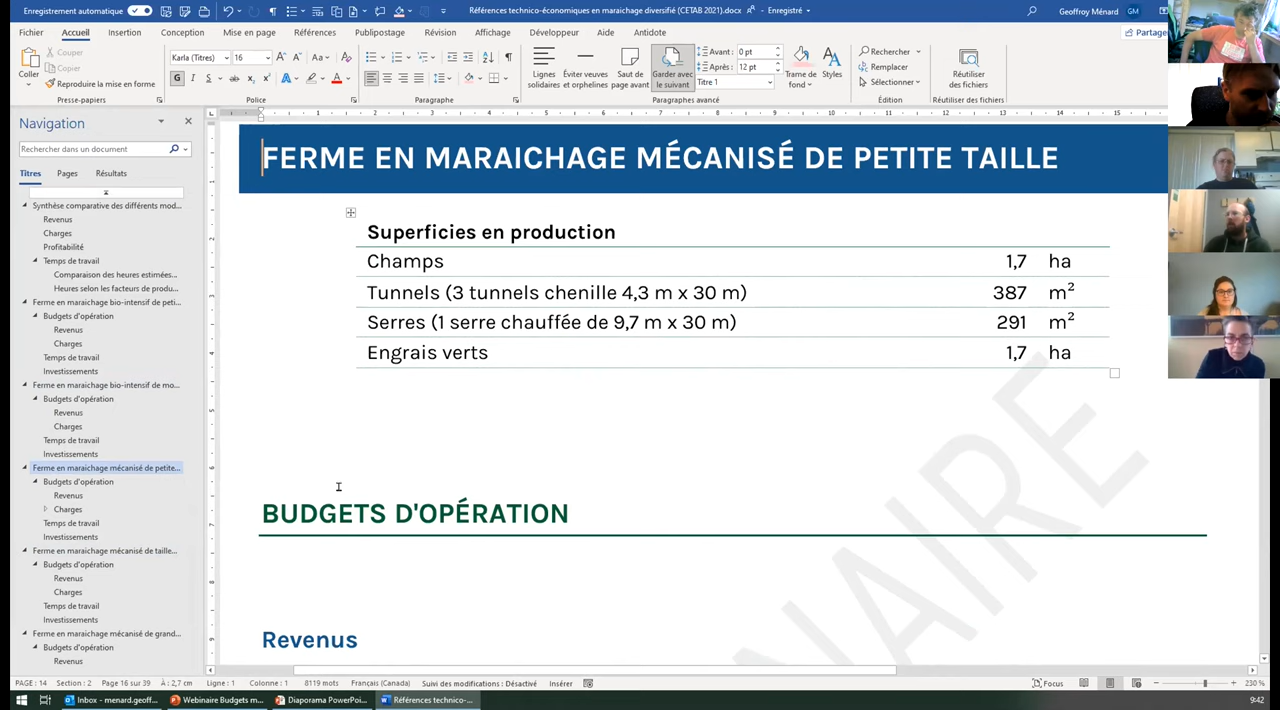 Enregistrement automatique
Références technico-économiques en maraichage diversifié (CETAB 2021).docx • Enregistré
Geoffroy Ménard GM
Fichier Accueil Insertion Conception Mise en page Références Publipostage Révision Affichage Développeur Aide Antidote Partage
Coller
Couper
Copier
Reproduire la mise en forme
Presse-papiers
Karla (Titres) 16
G I S ab
Police
Paragraphe
Lignes solidaires
Éviter veuves et orphelines
Saut de page avant
Garder avec le suivant
Avant : 0 pt
Après : 12 pt
Titre 1
Paragraphes avancé
Trame de fond
Styles
Rechercher
Remplacer
Sélectionner
Édition
Réutiliser des fichiers
Réutiliser des fichiers
Navigation
Rechercher dans un document
Titres Pages Résultats
Synthèse comparative des différents mod...
Revenus
Charges
Profitabilité
Temps de travail
Comparaison des heures estimées...
Heures selon les facteurs de produ...
Ferme en maraichage bio-intensif de peti...
Budgets d'opération
Revenus
Charges
Temps de travail
Investissements
Ferme en maraichage bio-intensif de mo...
Budgets d'opération
Revenus
Charges
Temps de travail
Investissements
Ferme en maraichage mécanisé de petite...
Budgets d'opération
Revenus
Charges
Temps de travail
Investissements
Ferme en maraichage mécanisé de taille...
Budgets d'opération
Revenus
Charges
Temps de travail
Investissements
Ferme en maraichage mécanisé de grand...
Budgets d'opération
Revenus
FERME EN MARAICHAGE MÉCANISÉ DE PETITE TAILLE
Superficies en production
Champs 1,7 ha
Tunnels (3 tunnels chenille 4,3 m x 30 m) 387 m²
Serres (1 serre chauffée de 9,7 m x 30 m) 291 m²
Engrais verts 1,7 ha
BUDGETS D'OPÉRATION
Revenus
NAIRE
PAGE : 14 Section : 2 Page 16 sur 39 À : 2,7 cm Ligne : 1 Colonne : 1 8119 mots Français (Canada) Suivi des modifications : Désactivé Insérer Focus 230 %
Inbox - menard.geoff... Webinaire Budgets m... Diaporama PowerPoi... Références technico-... 9:42